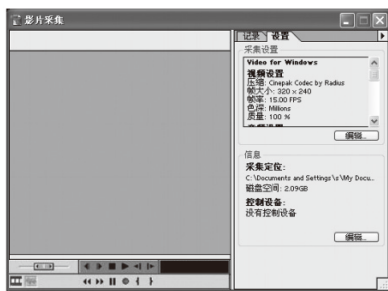 影片采集
记录 设置
采集设置
Video for Windows
视频设置
压缩: Cinepak Codec by Radius
帧大小: 320 × 240
帧率: 15.00 FPS
色深: Millions
质量: 100 %
编辑...
信息
采集定位:
C:\Documents and Settings\s\My Docu...
磁盘空间: 2.09GB
控制设备:
没有控制设备
编辑...